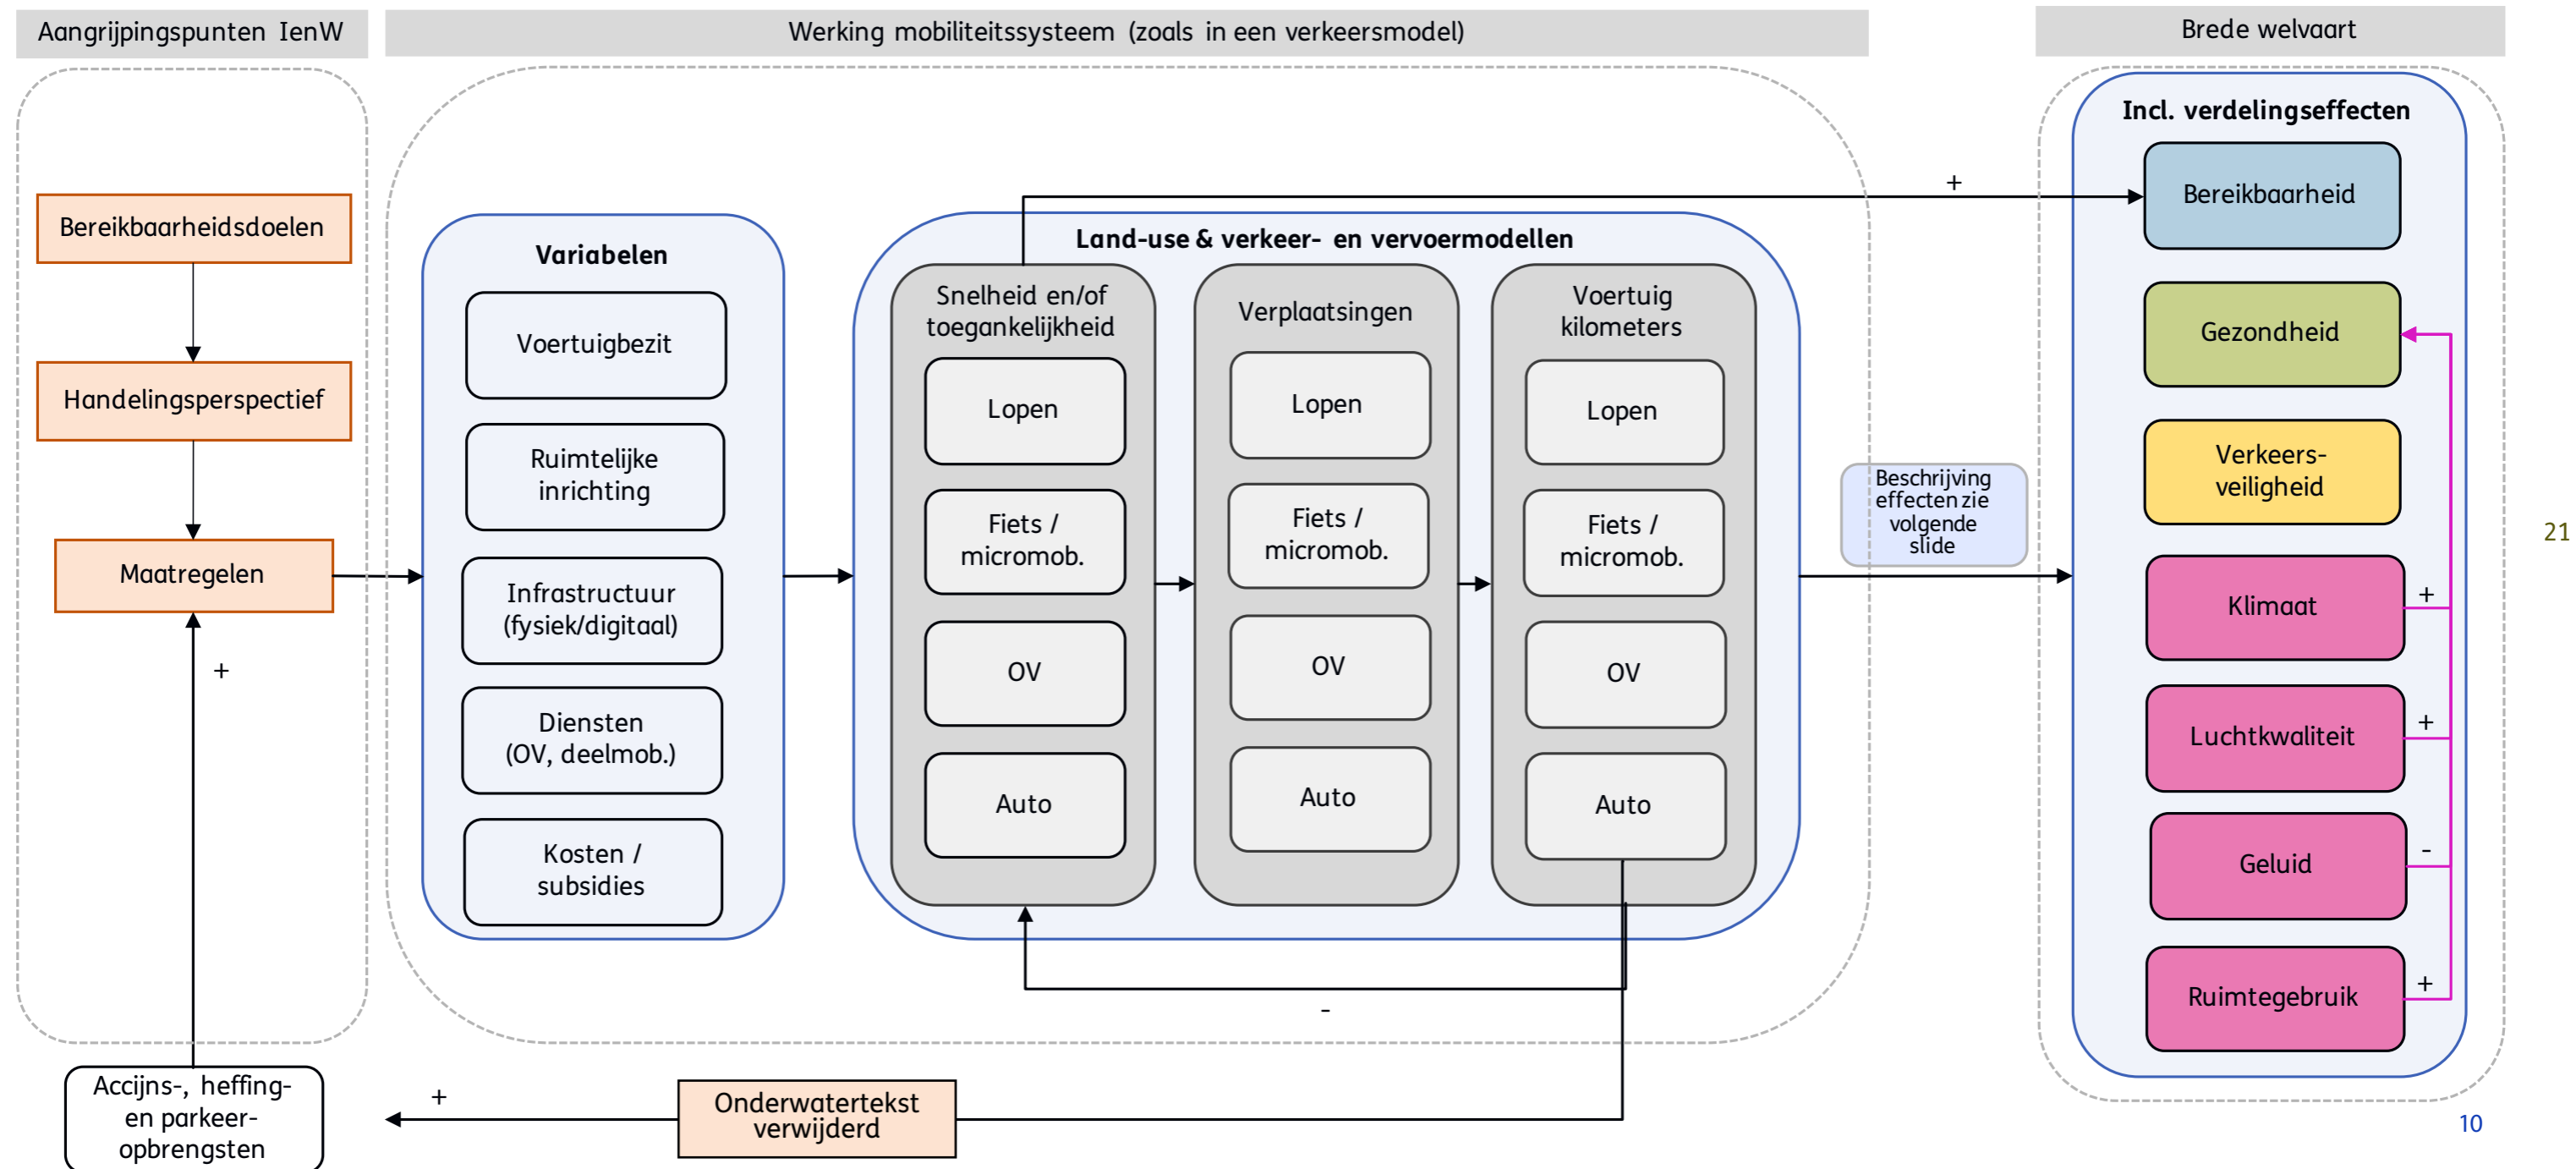 Aangrijpingspunten IenW
Werking mobiliteitssysteem (zoals in een verkeersmodel)
Brede welvaart
Bereikbaarheidsdoelen
Handelingsperspectief
Maatregelen
+
Accijns-, heffing-
en parkeer-
opbrengsten
Variabelen
Voertuigbezit
Ruimtelijke
inrichting
Infrastructuur
(fysiek/digitaal)
Diensten
(OV, deelmob.)
Kosten /
subsidies
Land-use & verkeer- en vervoermodellen
Snelheid en/of
toegankelijkheid
Lopen
Fiets /
micromob.
OV
Auto
Verplaatsingen
Lopen
Fiets /
micromob.
OV
Auto
Voertuig
kilometers
Lopen
Fiets /
micromob.
OV
Auto
-
+
Onderwatertekst
verwijderd
+
Beschrijving
effecten zie
volgende
slide
Incl. verdelingseffecten
Bereikbaarheid
Gezondheid
Verkeers-
veiligheid
Klimaat
+
Luchtkwaliteit
+
Geluid
-
Ruimtegebruik
+
21
10